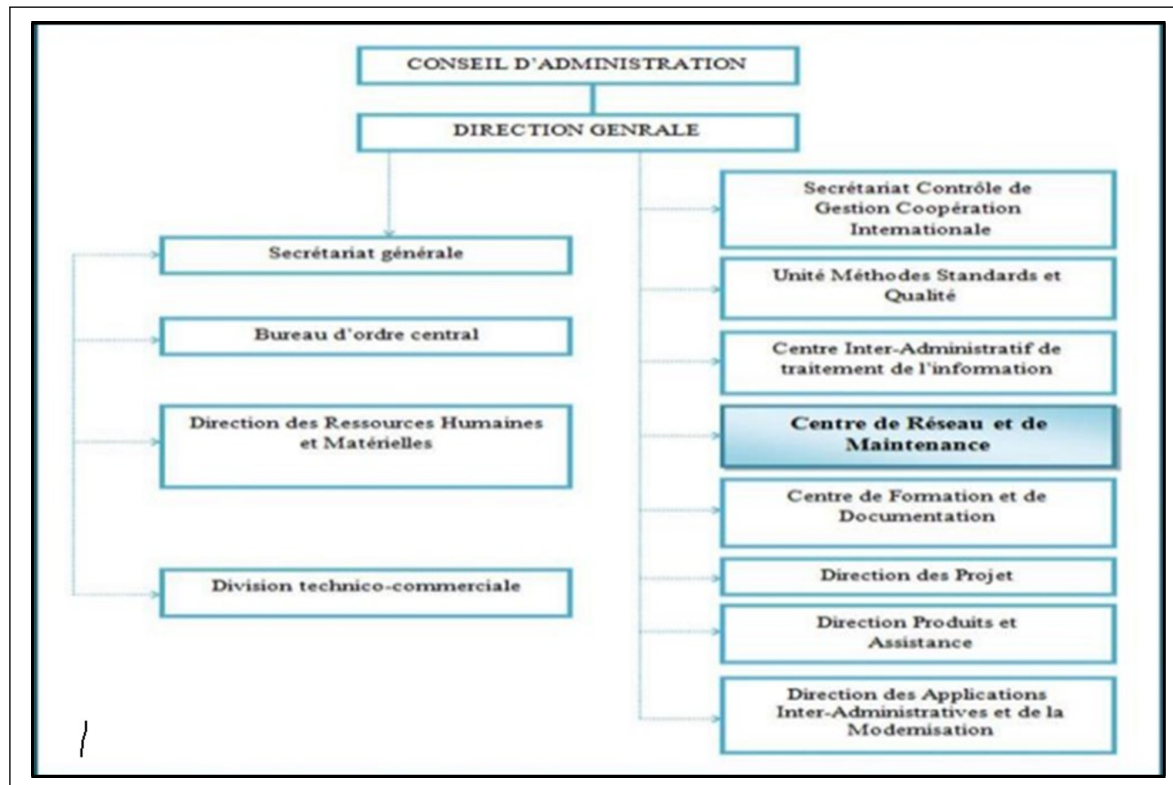 CONSEIL D'ADMINISTRATION
DIRECTION GENRALE
Secrétariat générale
Bureau d'ordre central
Direction des Ressources Humaines
et Matérielles
Division technico-commerciale
Secrétariat Contrôle de
Gestion Coopération
Internationale
Unité Méthodes Standards et
Qualité
Centre Inter-Administratif de
traitement de l'information
Centre de Réseau et de
Maintenance
Centre de Formation et de
Documentation
Direction des Projet
Direction Produits et
Assistance
Direction des Applications
Inter-Administratives et de la
Modernisation